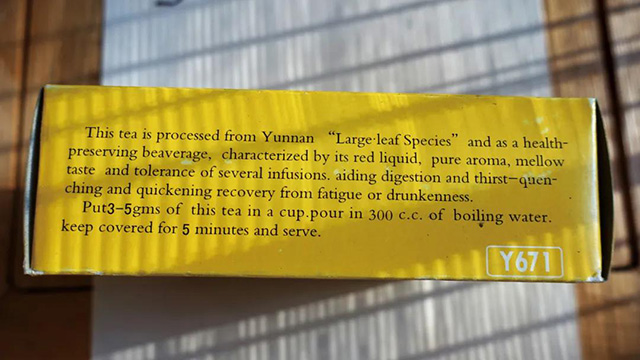 This tea is processed from Yunnan “Large·leaf Species” and as a health-
preserving beaverage, characterized by its red liquid, pure aroma, mellow
taste and tolerance of several infusions. aiding digestion and thirst-quen-
ching and quickening recovery from fatigue or drunkenness.
Put3-5gms of this tea in a cup.pour in 300 c.c. of boiling water.
keep covered for 5 minutes and serve.
Y671